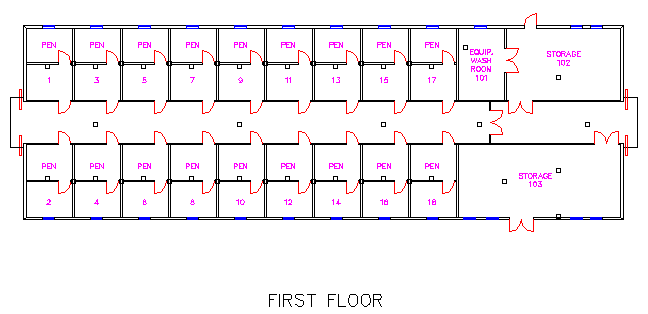 PEN PEN PEN PEN PEN PEN PEN PEN PEN
1 3 5 7 9 11 13 15 17
EQUIP.
WASH
ROOM
101
STORAGE
102
PEN PEN PEN PEN PEN PEN PEN PEN PEN
2 4 6 8 10 12 14 16 18
STORAGE
103
FIRST FLOOR